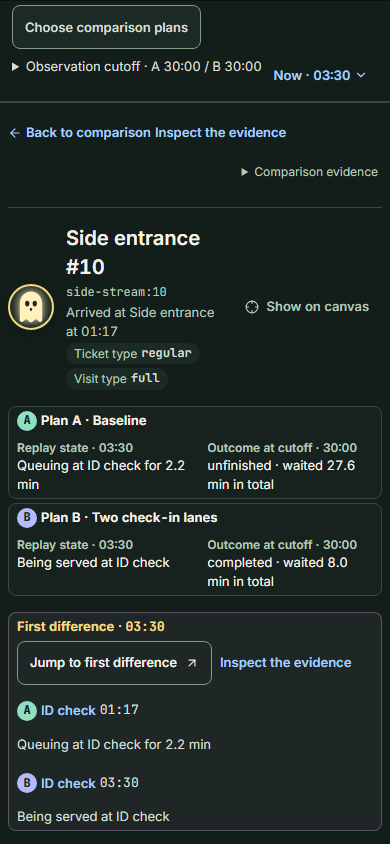 Choose comparison plans
▶ Observation cutoff · A 30:00 / B 30:00
Now · 03:30
← Back to comparison Inspect the evidence
▶ Comparison evidence
Side entrance
#10
side-stream:10
Arrived at Side entrance
at 01:17
Ticket type regular
Visit type full
Show on canvas
A Plan A · Baseline
Replay state · 03:30
Queuing at ID check for 2.2
min
Outcome at cutoff · 30:00
unfinished · waited 27.6
min in total
B Plan B · Two check-in lanes
Replay state · 03:30
Being served at ID check
Outcome at cutoff · 30:00
completed · waited 8.0
min in total
First difference · 03:30
Jump to first difference ↗
Inspect the evidence
A ID check 01:17
Queuing at ID check for 2.2 min
B ID check 03:30
Being served at ID check